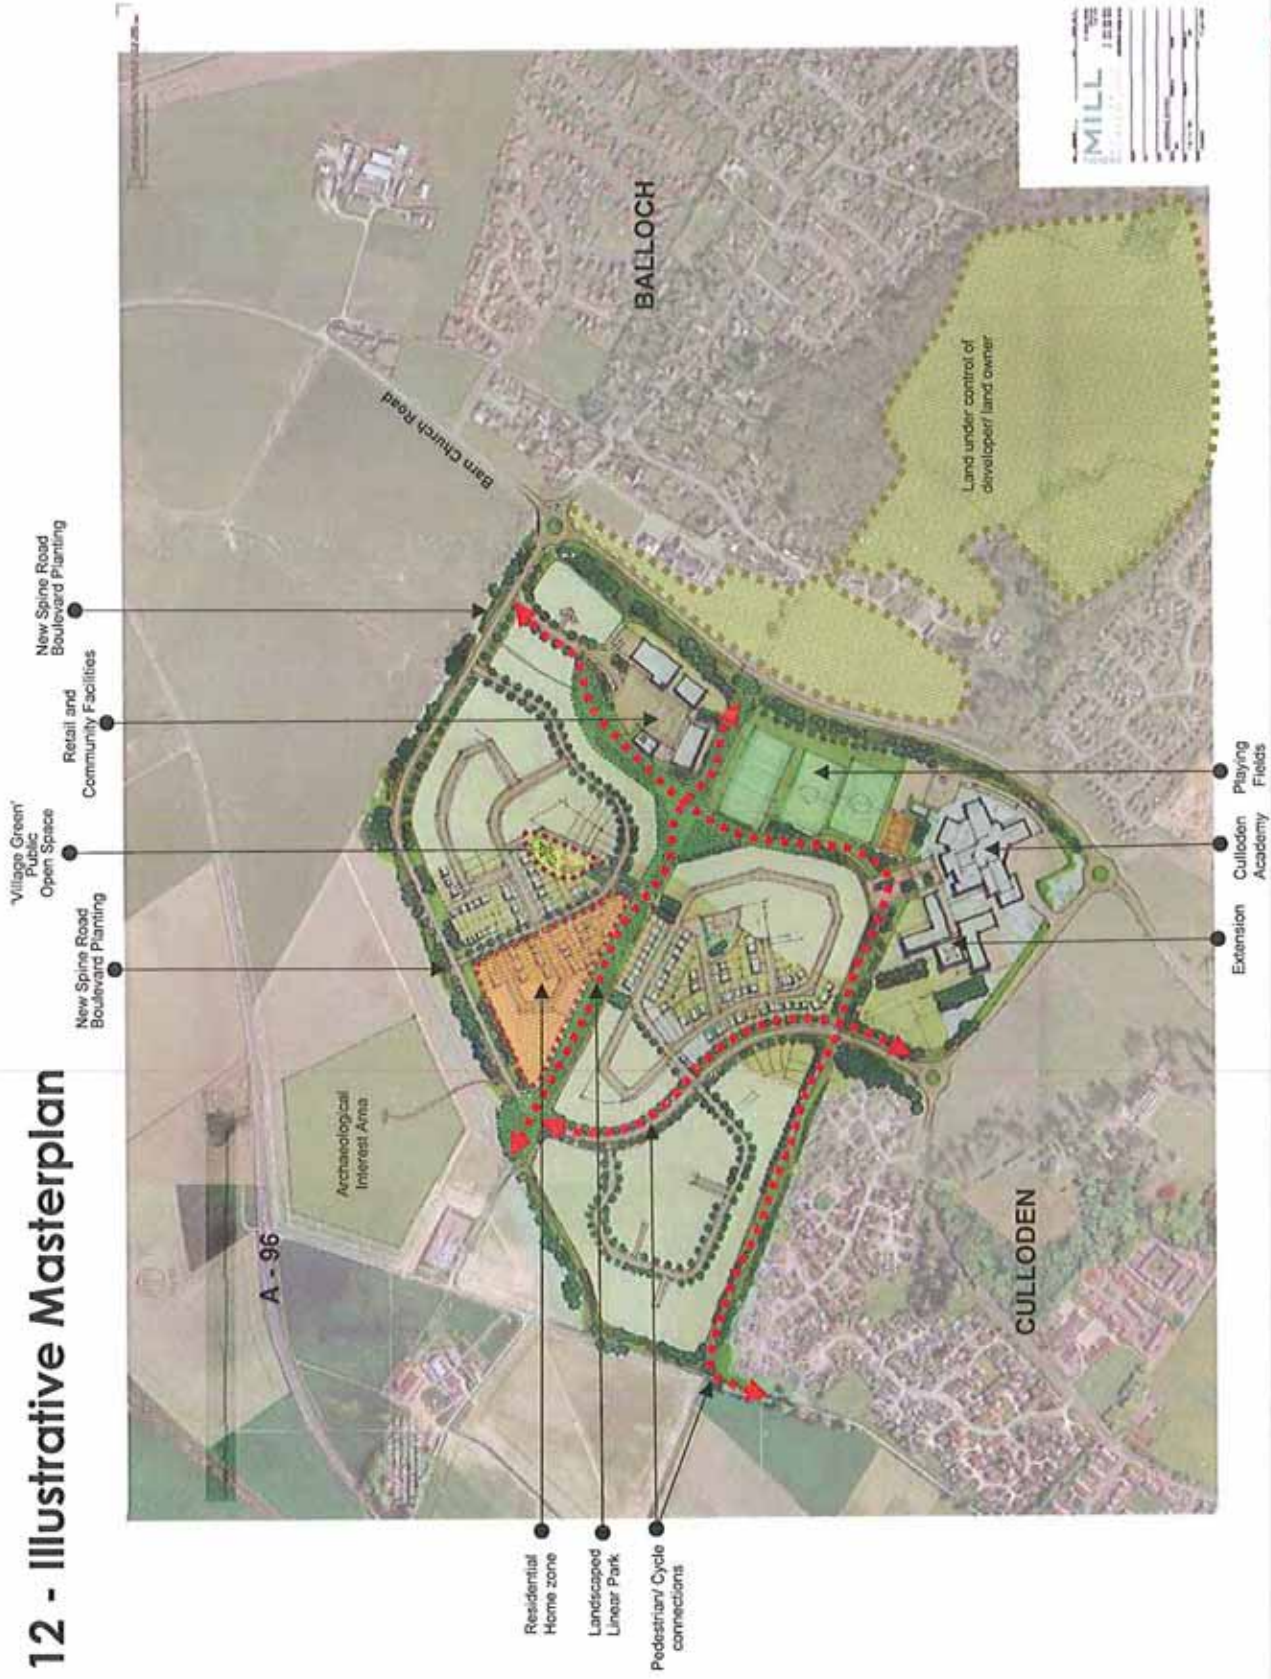 12 - Illustrative Masterplan
New Spine Road
Boulevard Planting
'Village Green'
Public
Open Space
Retail and
Community Facilities
New Spine Road
Boulevard Planting
A - 96
Archaeological
Interest Area
Barn Church Road
BALLOCH
Land under control of
developer/ land owner
CULLODEN
Residential
Home zone
Landscaped
Linear Park
Pedestrian/ Cycle
connections
Extension
Culloden
Academy
Playing
Fields
MILL